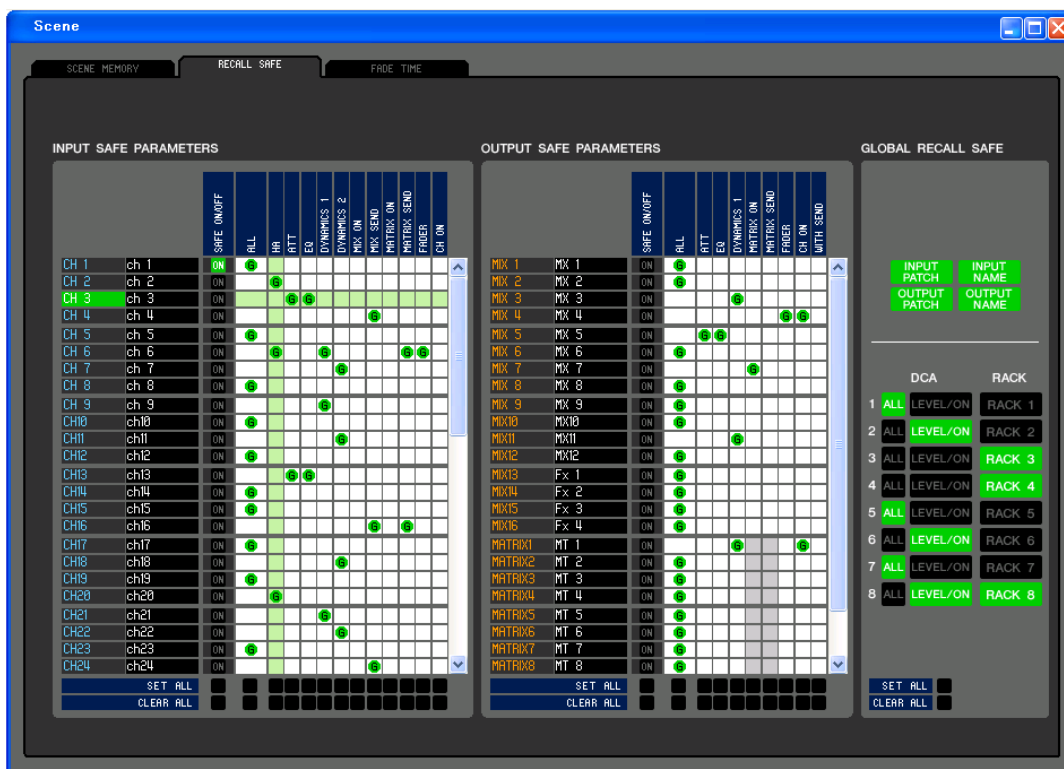 Scene
SCENE MEMORY RECALL SAFE FADE TIME
INPUT SAFE PARAMETERS OUTPUT SAFE PARAMETERS GLOBAL RECALL SAFE
SAFE ON/OFF ALL HA ATT EQ DYNAMICS 1 DYNAMICS 2 MIX ON MIX SEND MATRIX ON MATRIX SEND FADER CH ON
SAFE ON/OFF ALL ATT EQ DYNAMICS 1 MATRIX ON MATRIX SEND FADER CH ON WITH SEND
CH 1 ch 1 ON G
CH 2 ch 2 ON G
CH 3 ch 3 ON G G
CH 4 ch 4 ON G
CH 5 ch 5 ON G
CH 6 ch 6 ON G G G G
CH 7 ch 7 ON G
CH 8 ch 8 ON G
CH 9 ch 9 ON G
CH10 ch10 ON G
CH11 ch11 ON G
CH12 ch12 ON G
CH13 ch13 ON G G
CH14 ch14 ON G
CH15 ch15 ON G
CH16 ch16 ON G G
CH17 ch17 ON G
CH18 ch18 ON G
CH19 ch19 ON G
CH20 ch20 ON G
CH21 ch21 ON G
CH22 ch22 ON G
CH23 ch23 ON G
CH24 ch24 ON G
SET ALL
CLEAR ALL
MIX 1 MX 1 ON G
MIX 2 MX 2 ON G
MIX 3 MX 3 ON G
MIX 4 MX 4 ON G G
MIX 5 MX 5 ON G G
MIX 6 MX 6 ON G
MIX 7 MX 7 ON G
MIX 8 MX 8 ON G
MIX 9 MX 9 ON G
MIX10 MX10 ON G
MIX11 MX11 ON G
MIX12 MX12 ON G
MIX13 Fx 1 ON G
MIX14 Fx 2 ON G
MIX15 Fx 3 ON G
MIX16 Fx 4 ON G
MATRIX1 MT 1 ON G G
MATRIX2 MT 2 ON G
MATRIX3 MT 3 ON G
MATRIX4 MT 4 ON G
MATRIX5 MT 5 ON G
MATRIX6 MT 6 ON G
MATRIX7 MT 7 ON G
MATRIX8 MT 8 ON G
SET ALL
CLEAR ALL
INPUT PATCH INPUT NAME
OUTPUT PATCH OUTPUT NAME
DCA RACK
1 ALL LEVEL/ON RACK 1
2 ALL LEVEL/ON RACK 2
3 ALL LEVEL/ON RACK 3
4 ALL LEVEL/ON RACK 4
5 ALL LEVEL/ON RACK 5
6 ALL LEVEL/ON RACK 6
7 ALL LEVEL/ON RACK 7
8 ALL LEVEL/ON RACK 8
SET ALL
CLEAR ALL